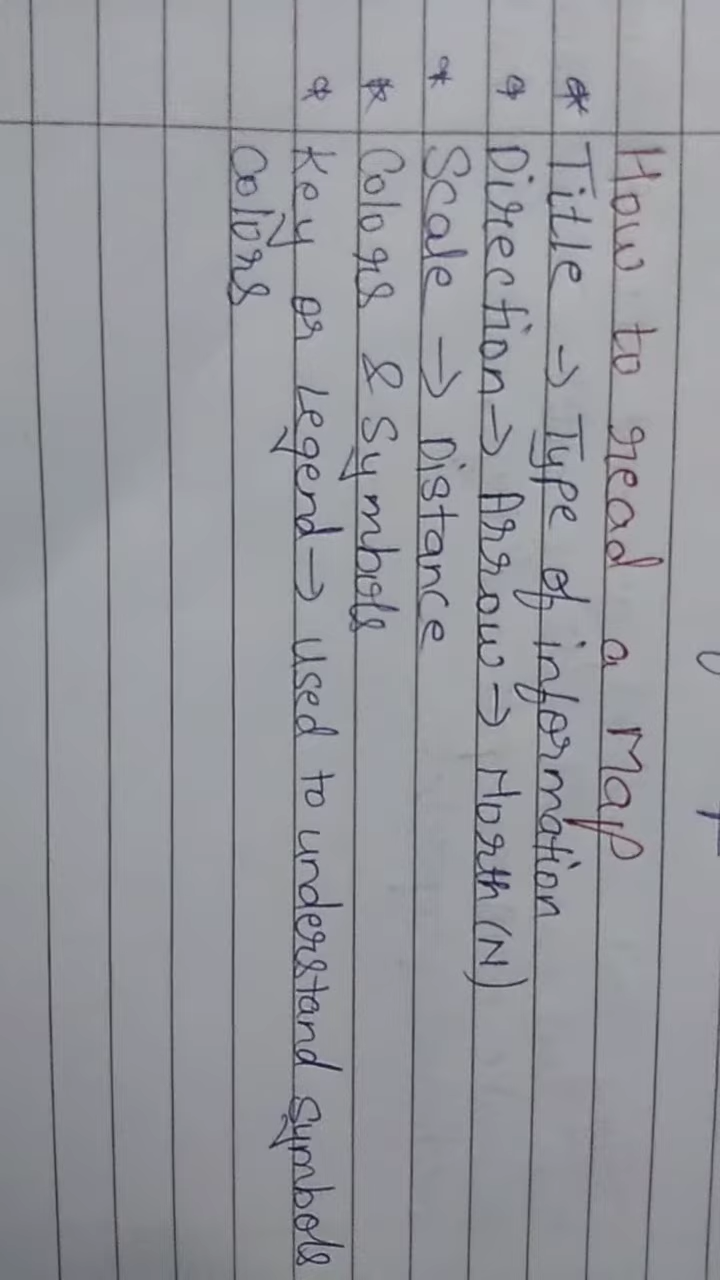 How to read a Map
* Title → Type of information
* Direction → Arrow → North (N)
* Scale → Distance
* Colors & Symbols
* Key or Legend → used to understand symbols
Colors